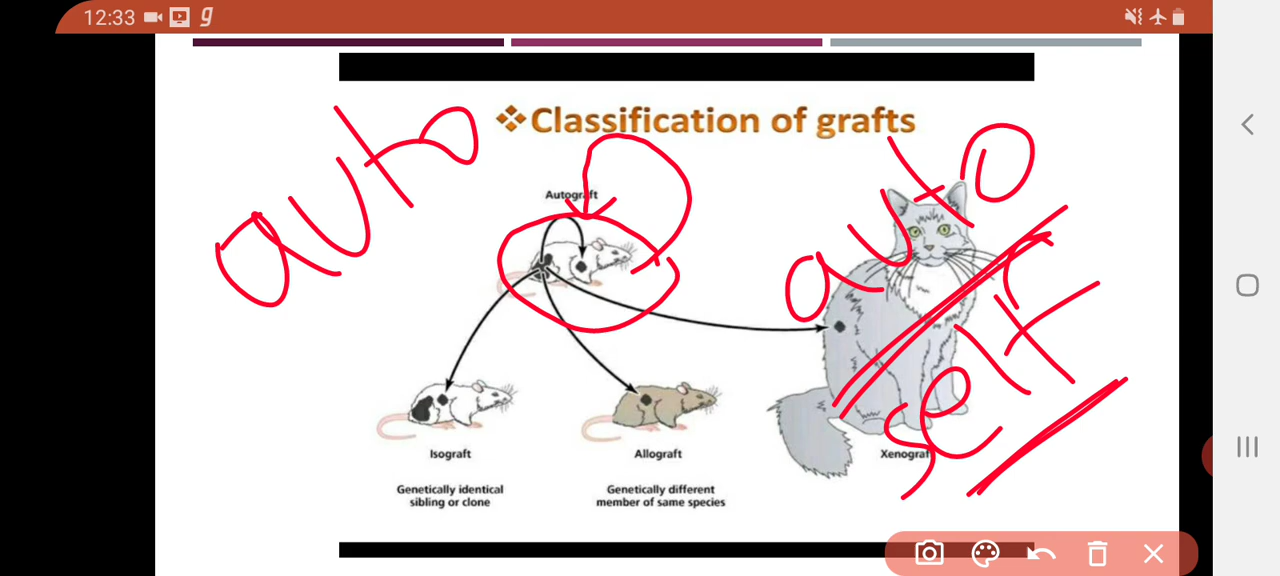 12:33
❖Classification of grafts
auto
auto
Autograft
self
Isograft
Allograft
Xenograft
Genetically identical
sibling or clone
Genetically different
member of same species